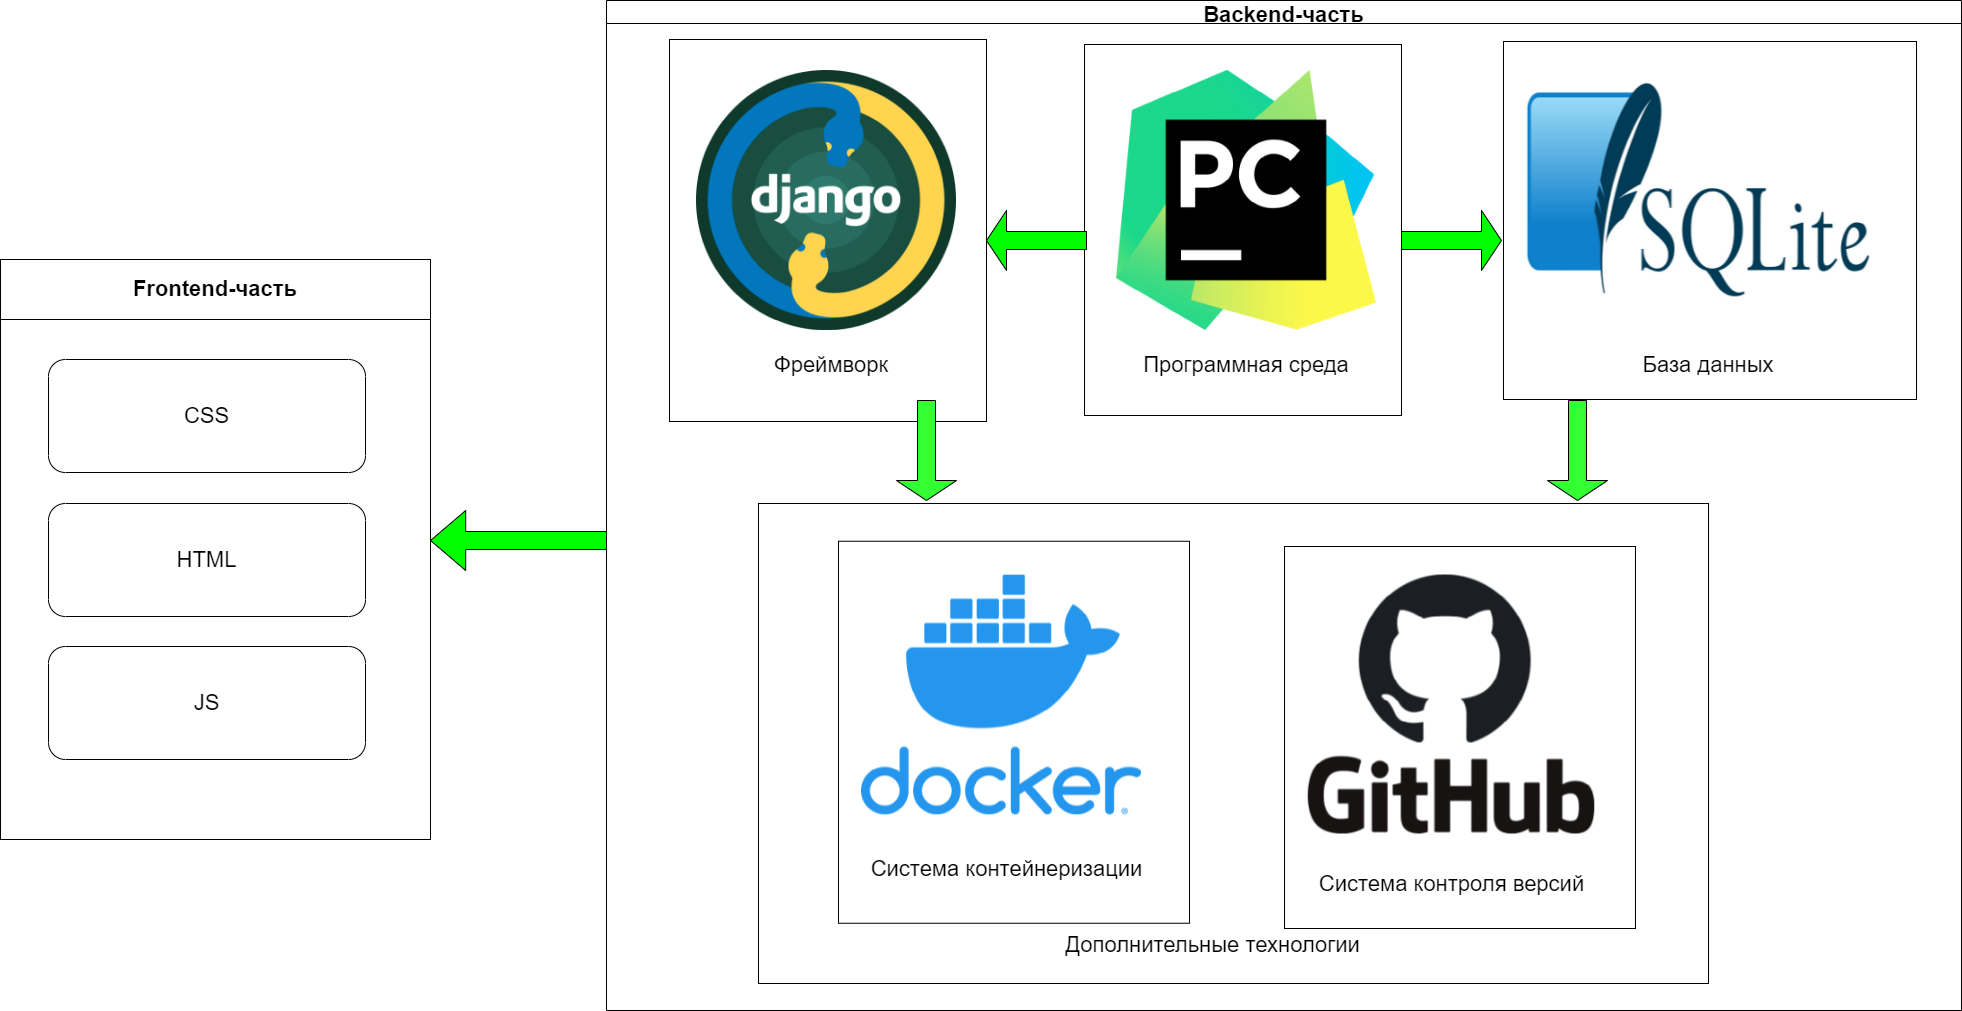 Backend-часть
django
Фреймворк
PC
Программная среда
SQLite
База данных
Frontend-часть
CSS
HTML
JS
docker®
Система контейнеризации
GitHub
Система контроля версий
Дополнительные технологии